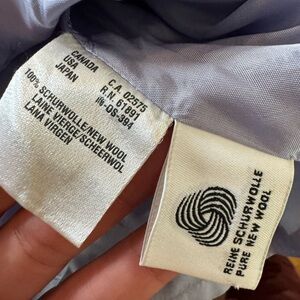 CANADA C.A. 02575
USA R.N. 61891
JAPAN IN-OS-394
100% SCHURWOLLE/NEW WOOL
LAINE VIERGE/SCHEERWOL
LANA VIRGEN
REINE SCHURWOLLE
PURE NEW WOOL